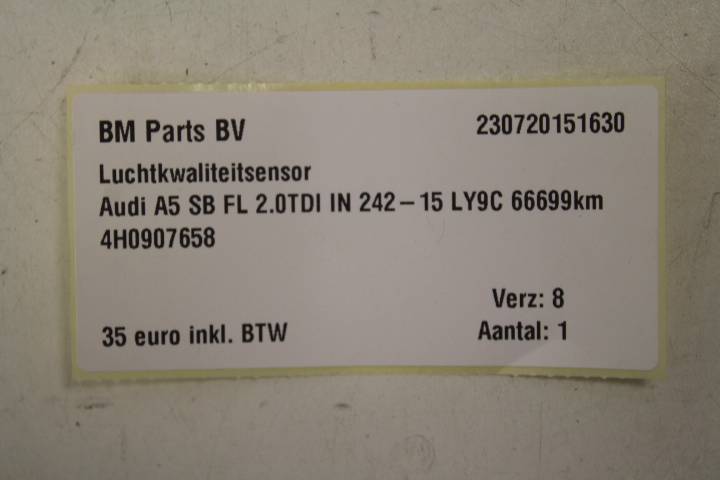 BM Parts BV 230720151630
Luchtkwaliteitsensor
Audi A5 SB FL 2.0TDI IN 242-15 LY9C 66699km
4H0907658
Verz: 8
35 euro inkl. BTW Aantal: 1